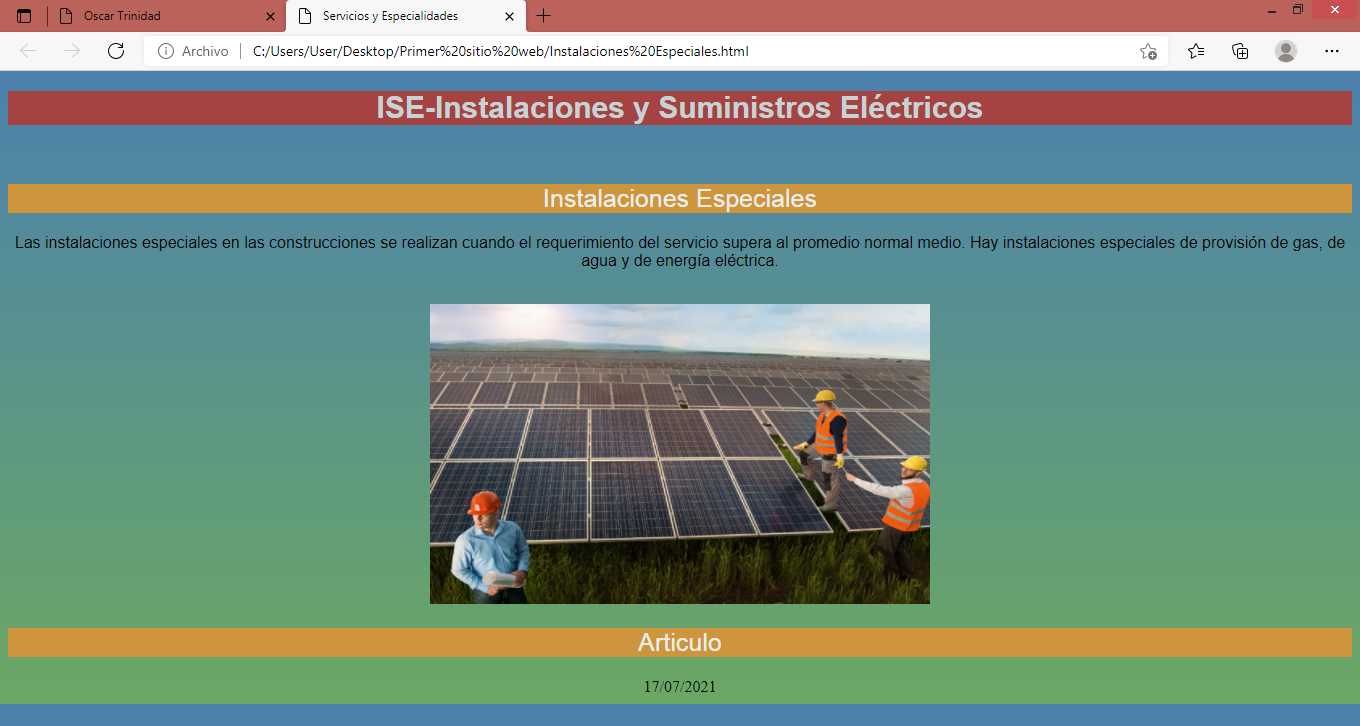 Oscar Trinidad
Servicios y Especialidades
Archivo
C:/Users/User/Desktop/Primer%20sitio%20web/Instalaciones%20Especiales.html
ISE-Instalaciones y Suministros Eléctricos
Instalaciones Especiales
Las instalaciones especiales en las construcciones se realizan cuando el requerimiento del servicio supera al promedio normal medio. Hay instalaciones especiales de provisión de gas, de
agua y de energía eléctrica.
Articulo
17/07/2021